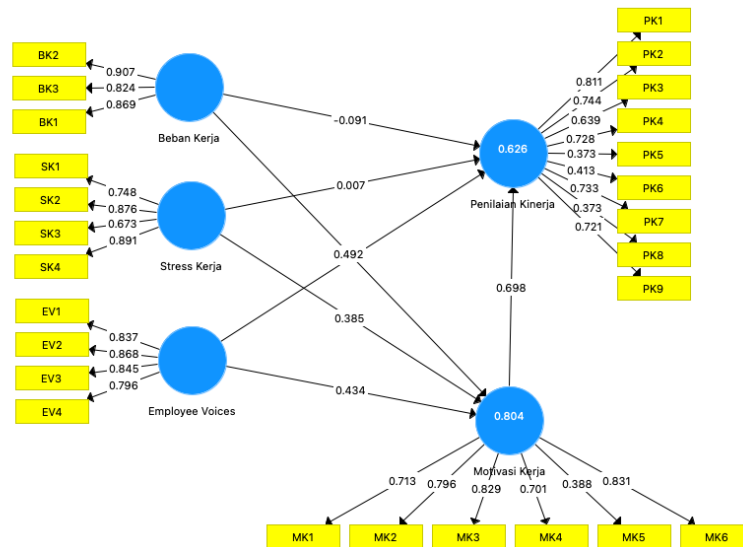 BK2
BK3
BK1
0.907
0.824
0.869
Beban Kerja
SK1
SK2
SK3
SK4
0.748
0.876
0.673
0.891
Stress Kerja
EV1
EV2
EV3
EV4
0.837
0.868
0.845
0.796
Employee Voices
-0.091
0.007
0.492
0.385
0.434
0.698
0.626
Penilaian Kinerja
0.811
0.744
0.639
0.728
0.373
0.413
0.733
0.373
0.721
PK1
PK2
PK3
PK4
PK5
PK6
PK7
PK8
PK9
0.804
Motivasi Kerja
0.713
0.796
0.829
0.701
0.388
0.831
MK1
MK2
MK3
MK4
MK5
MK6